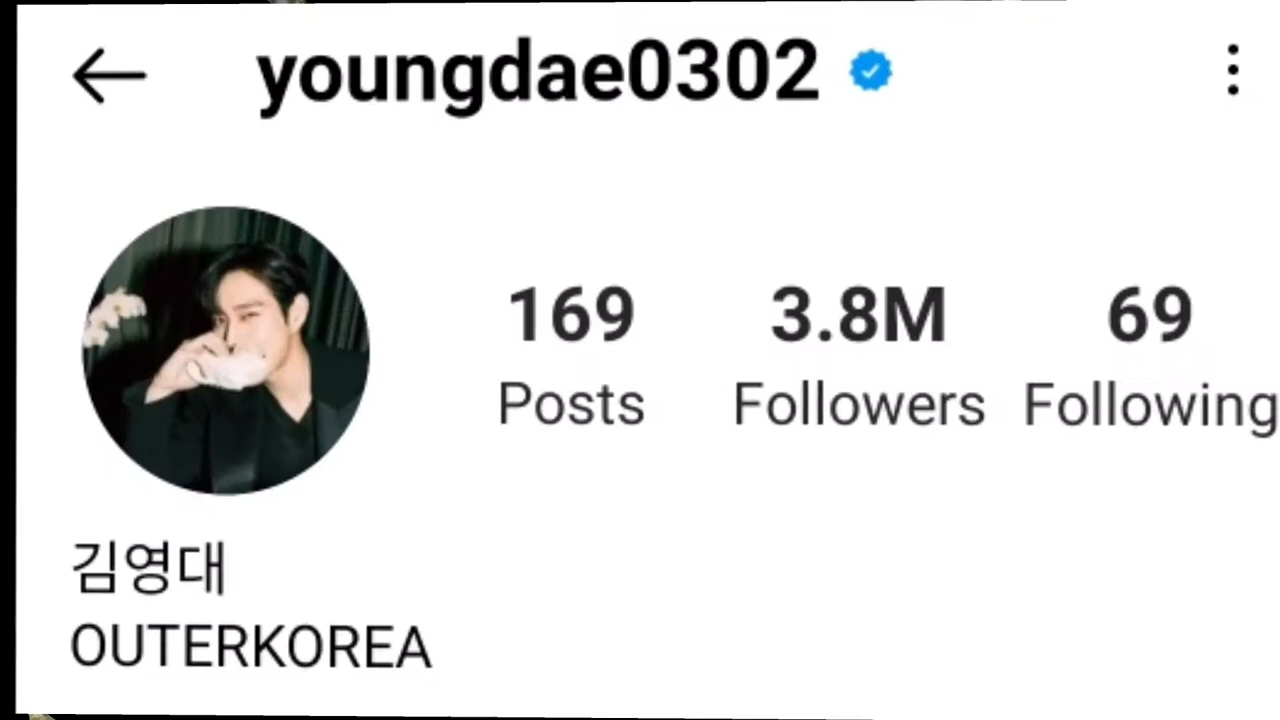 youngdae0302
169 3.8M 69
Posts Followers Following
김영대
OUTERKOREA